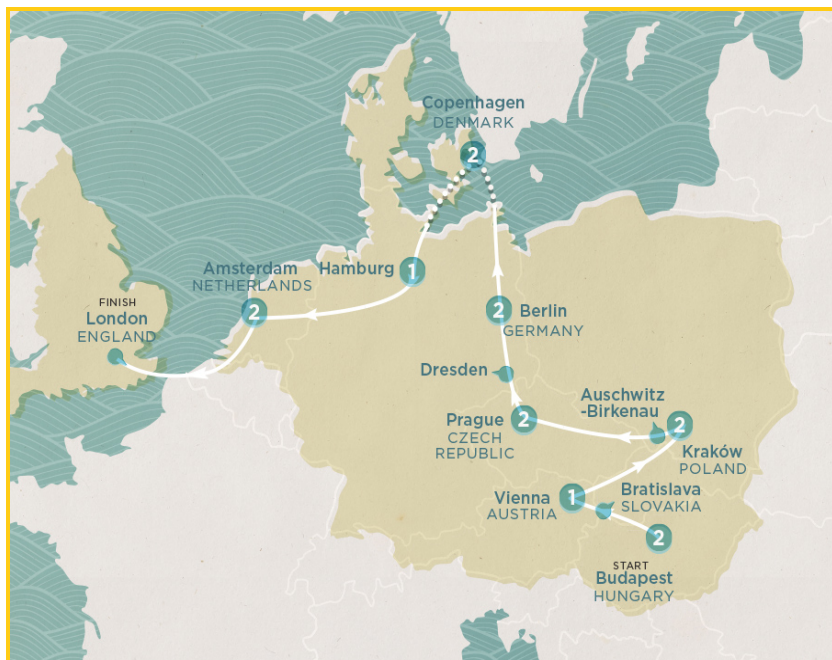 Copenhagen
DENMARK
2
Amsterdam
NETHERLANDS
2
Hamburg
1
FINISH
London
ENGLAND
2
Berlin
GERMANY
Dresden
Prague
CZECH
REPUBLIC
2
Auschwitz
-Birkenau
2
Kraków
POLAND
Vienna
AUSTRIA
1
Bratislava
SLOVAKIA
2
START
Budapest
HUNGARY